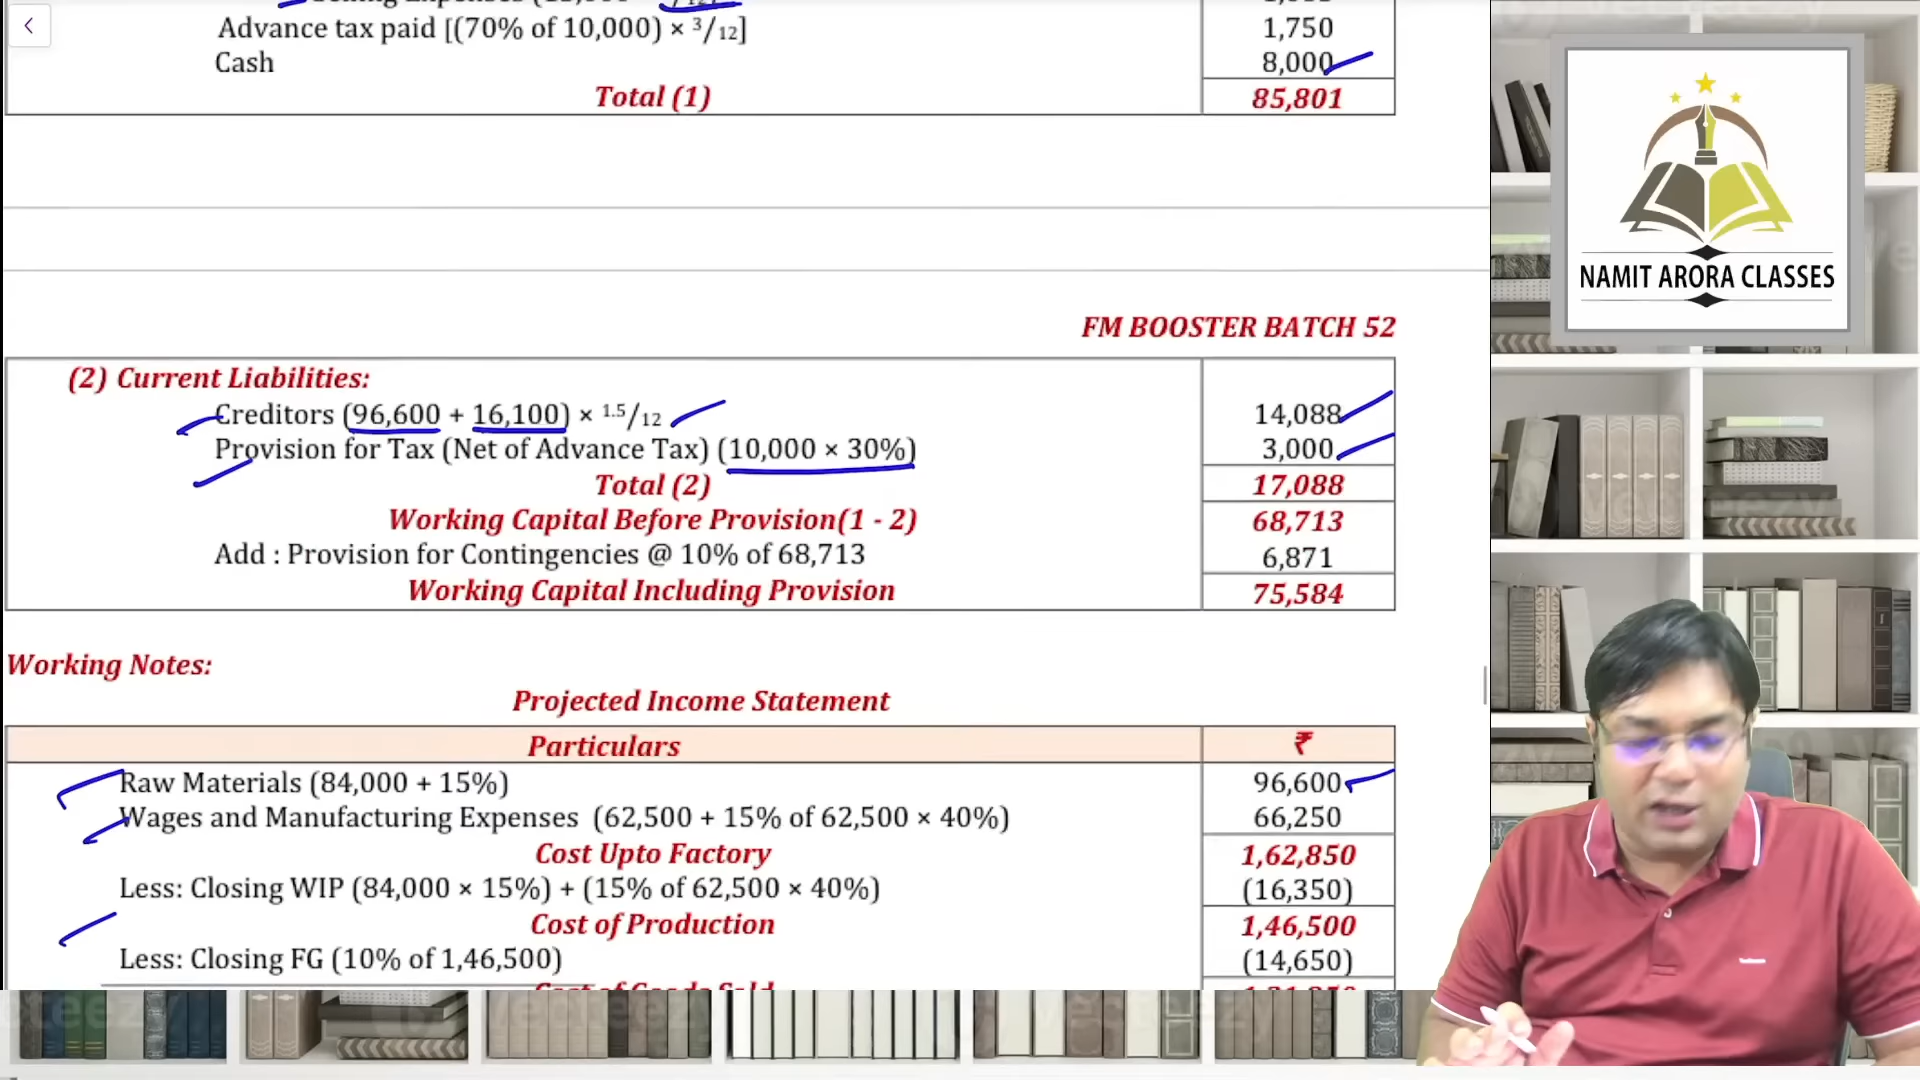 Advance tax paid [(70% of 10,000) × 3/12] 1,750
Cash 8,000
Total (1) 85,801
NAMIT ARORA CLASSES
FM BOOSTER BATCH 52
(2) Current Liabilities:
Creditors (96,600 + 16,100) × 1.5/12 14,088
Provision for Tax (Net of Advance Tax) (10,000 × 30%) 3,000
Total (2) 17,088
Working Capital Before Provision(1 - 2) 68,713
Add : Provision for Contingencies @ 10% of 68,713 6,871
Working Capital Including Provision 75,584
Working Notes:
Projected Income Statement
Particulars ₹
Raw Materials (84,000 + 15%) 96,600
Wages and Manufacturing Expenses (62,500 + 15% of 62,500 × 40%) 66,250
Cost Upto Factory 1,62,850
Less: Closing WIP (84,000 × 15%) + (15% of 62,500 × 40%) (16,350)
Cost of Production 1,46,500
Less: Closing FG (10% of 1,46,500) (14,650)